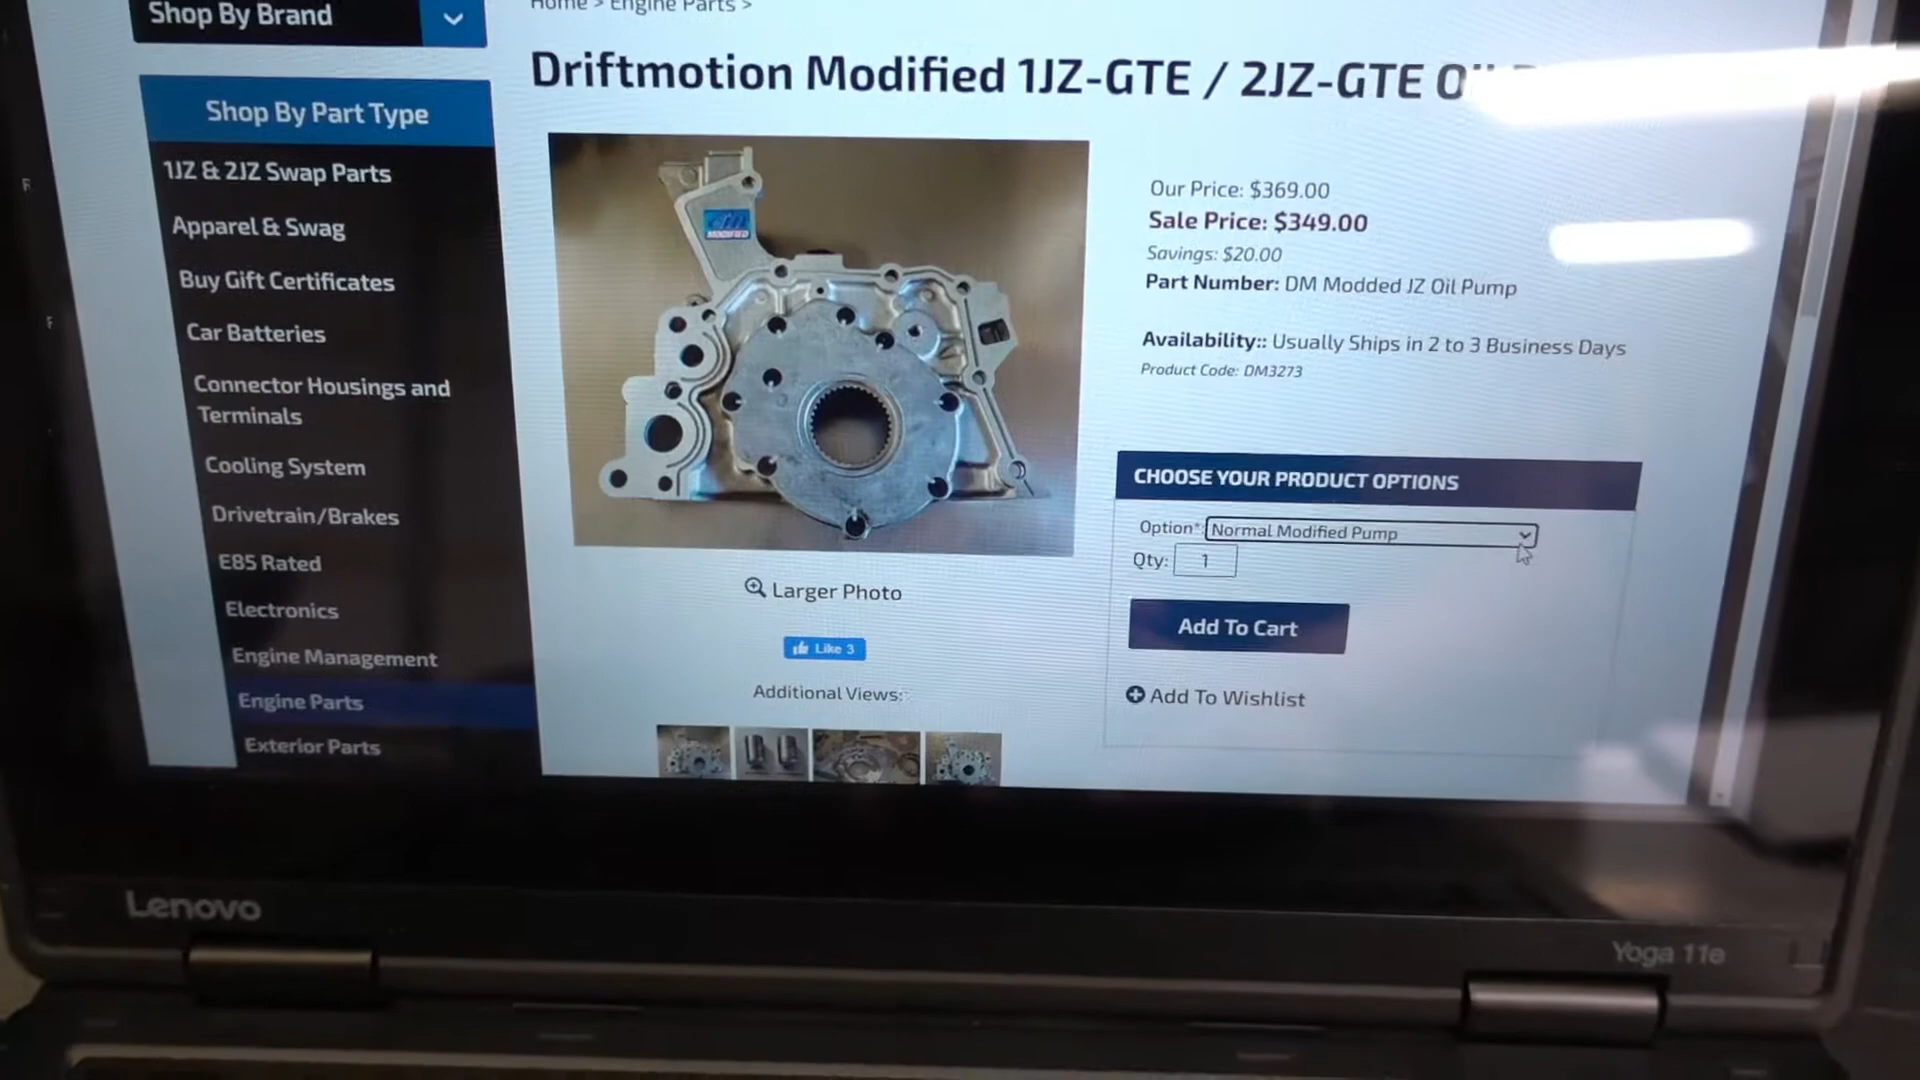 Shop By Brand
Home > Engine Parts >
Driftmotion Modified 1JZ-GTE / 2JZ-GTE
Shop By Part Type
1JZ & 2JZ Swap Parts
Apparel & Swag
Buy Gift Certificates
Car Batteries
Connector Housings and
Terminals
Cooling System
Drivetrain/Brakes
E85 Rated
Electronics
Engine Management
Engine Parts
Exterior Parts
MODIFIED
Larger Photo
Like 3
Additional Views:
Our Price: $369.00
Sale Price: $349.00
Savings: $20.00
Part Number: DM Modded JZ Oil Pump
Availability:: Usually Ships in 2 to 3 Business Days
Product Code: DM3273
CHOOSE YOUR PRODUCT OPTIONS
Option*: Normal Modified Pump
Qty: 1
Add To Cart
Add To Wishlist
Lenovo
Yoga 11e